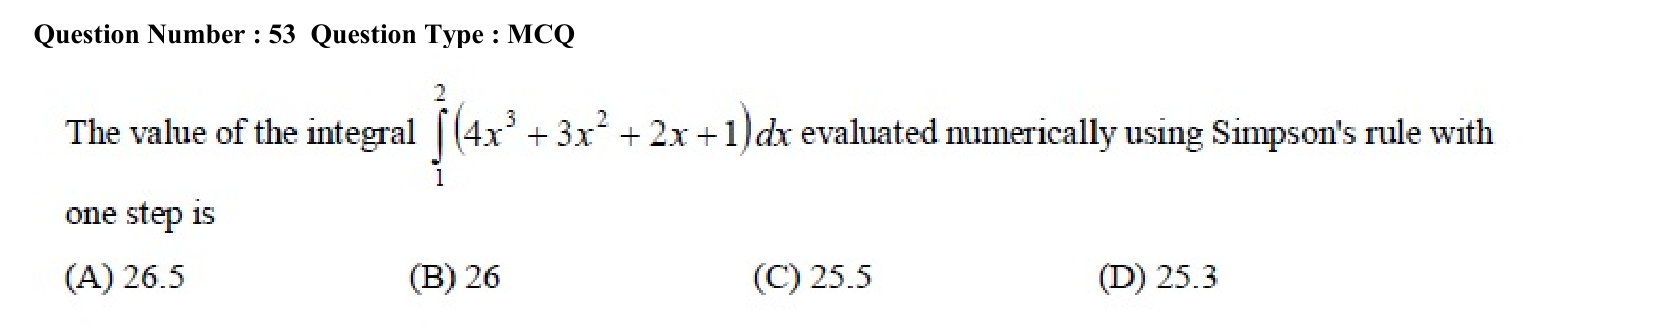 Question Number : 53 Question Type : MCQ
The value of the integral ∫₁² (4x³ + 3x² + 2x + 1) dx evaluated numerically using Simpson's rule with
one step is
(A) 26.5 (B) 26 (C) 25.5 (D) 25.3